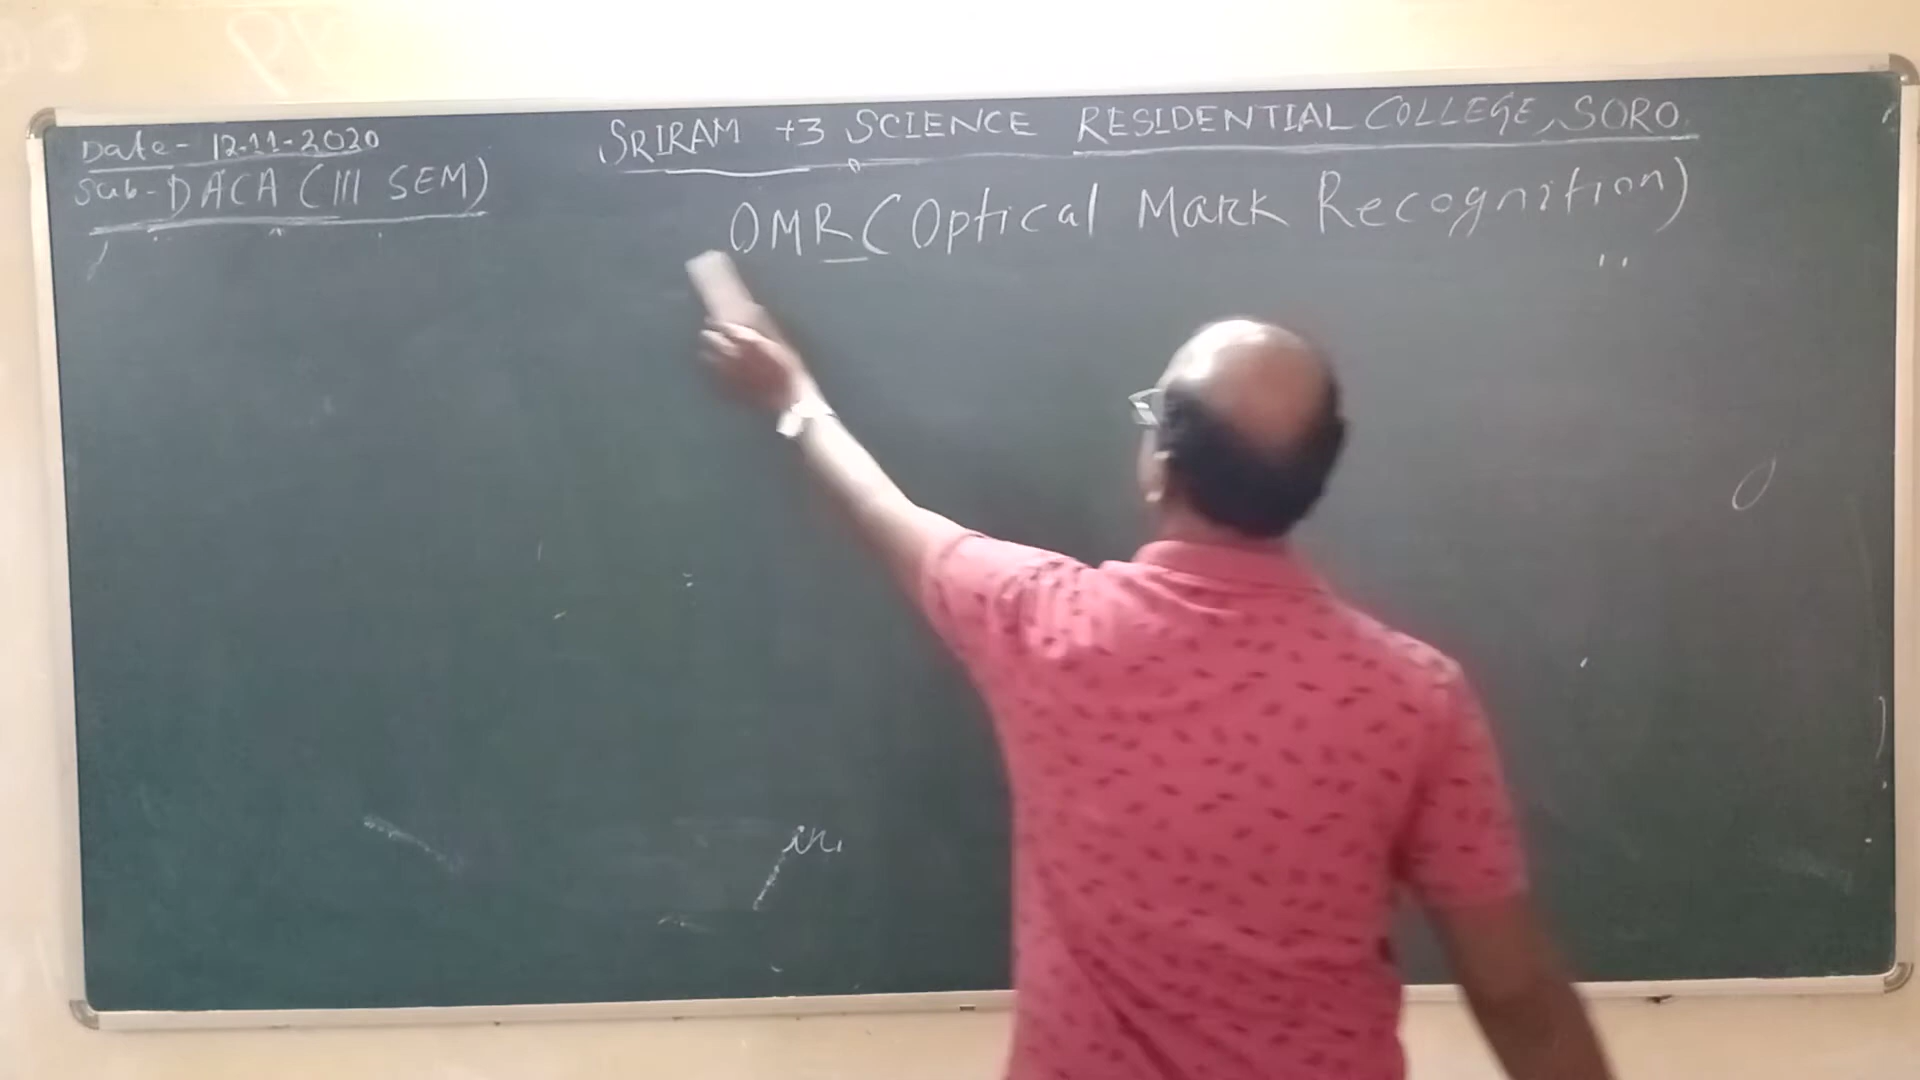 Date- 12-11-2020
SRIRAM +3 SCIENCE RESIDENTIAL COLLEGE, SORO
Sub- DACA (III SEM)
OMR (Optical Mark Recognition)